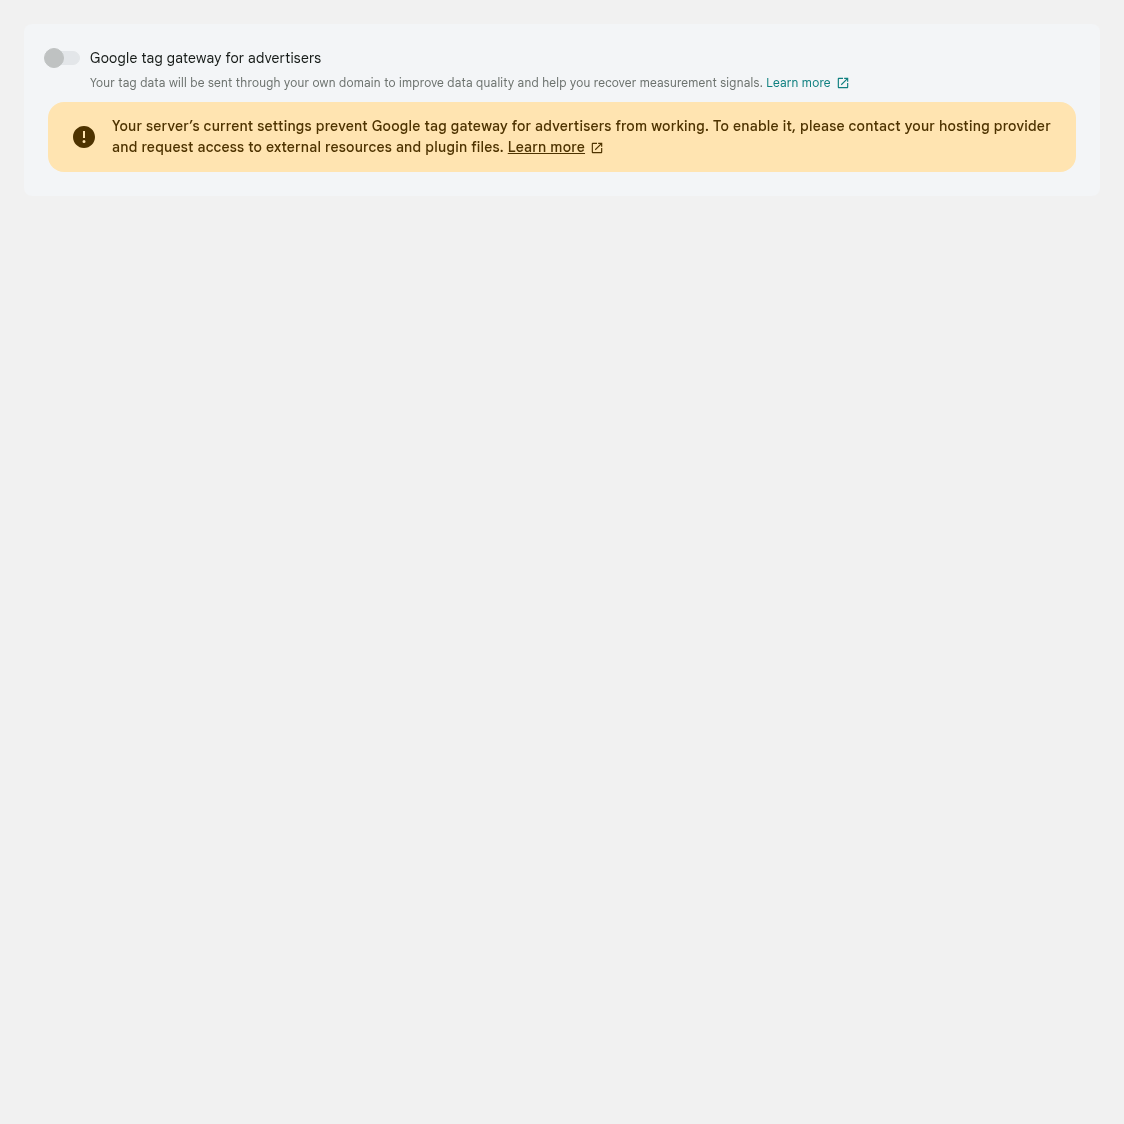 Google tag gateway for advertisers
Your tag data will be sent through your own domain to improve data quality and help you recover measurement signals. Learn more
Your server’s current settings prevent Google tag gateway for advertisers from working. To enable it, please contact your hosting provider
and request access to external resources and plugin files. Learn more